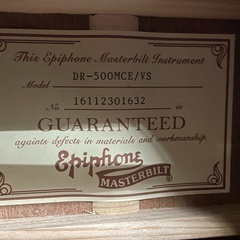 This Epiphone Masterbilt Instrument
Model DR-500MCE/VS
No. 16112301632 is
GUARANTEED
againts defects in materials and workmanship.
Epiphone
MASTERBILT